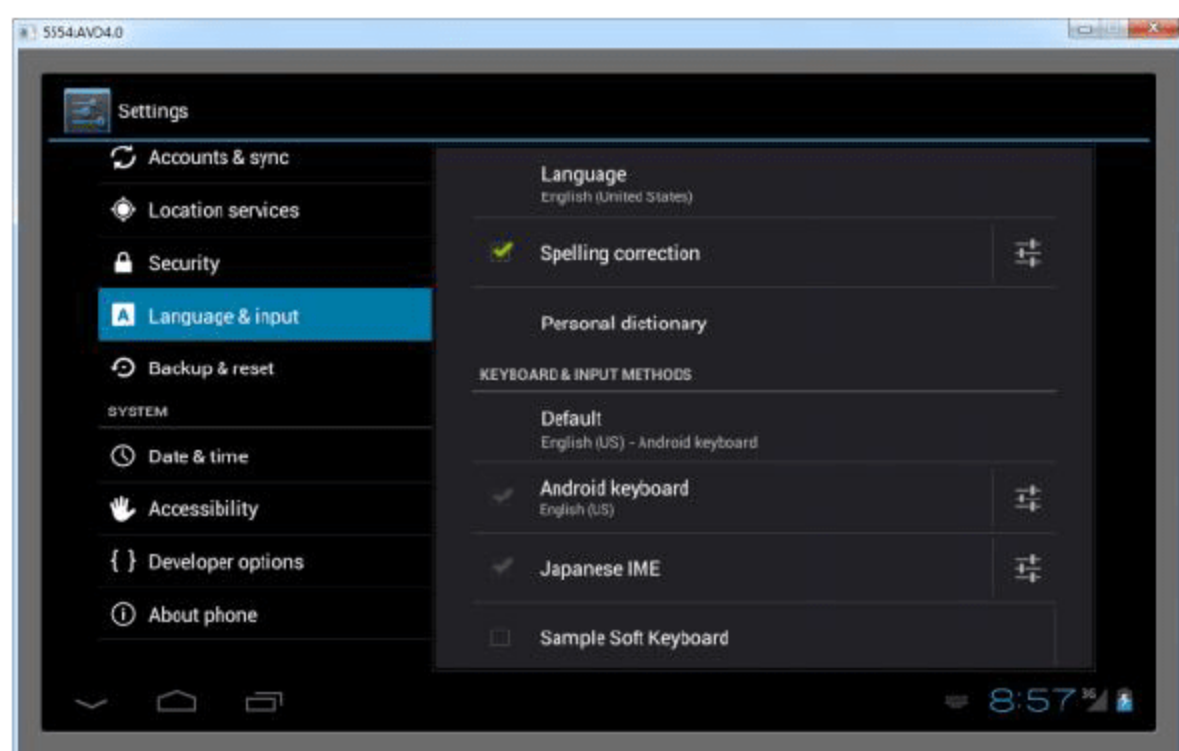 5554:AVD4.0
Settings
Accounts & sync
Location services
Security
Language & input
Backup & reset
SYSTEM
Date & time
Accessibility
{ } Developer options
About phone
Language
English (United States)
Spelling correction
Personal dictionary
KEYBOARD & INPUT METHODS
Default
English (US) - Android keyboard
Android keyboard
English (US)
Japanese IME
Sample Soft Keyboard
8:57 3G